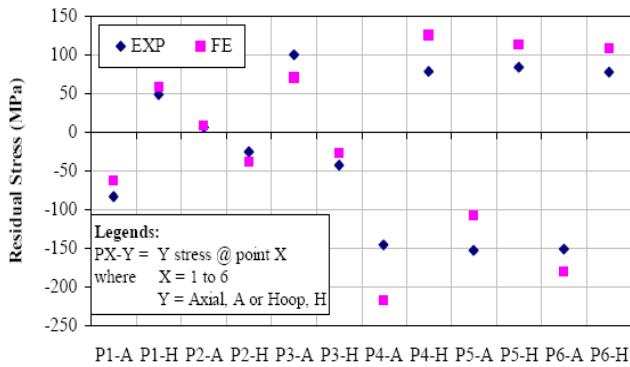 150
100
50
0
-50
-100
-150
-200
-250
Residual Stress (MPa)
EXP FE
Legends:
PX-Y = Y stress @ point X
where X = 1 to 6
Y = Axial, A or Hoop, H
P1-A P1-H P2-A P2-H P3-A P3-H P4-A P4-H P5-A P5-H P6-A P6-H